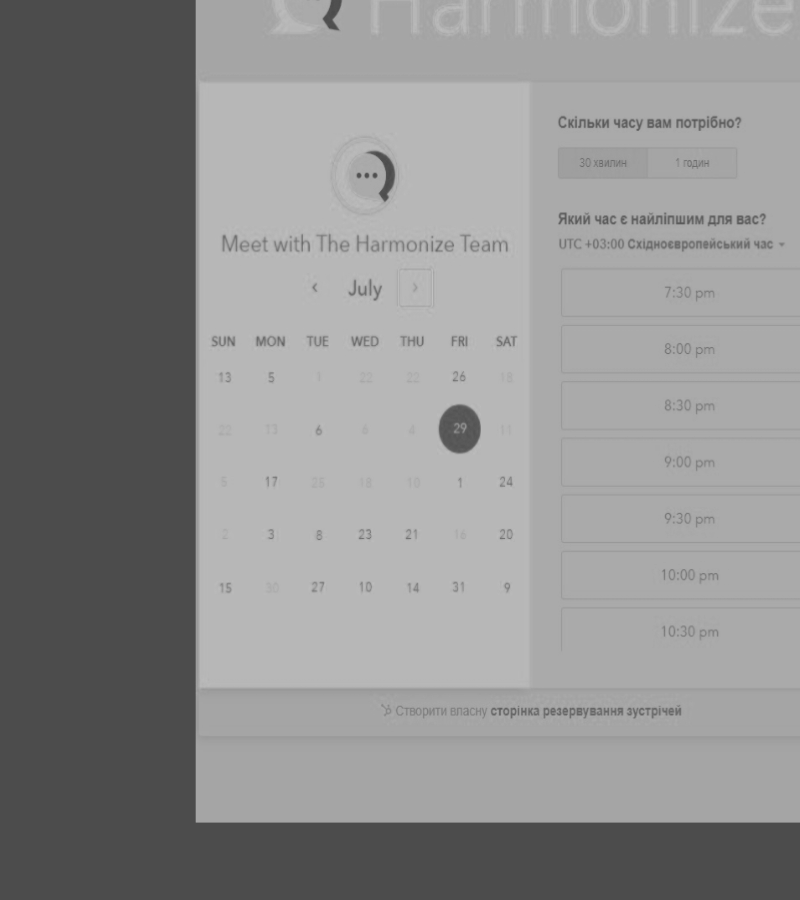 Harmonize
Meet with The Harmonize Team
‹ July ›
SUN MON TUE WED THU FRI SAT
13 5 1 22 22 26 18
22 13 6 6 4 29 11
5 17 25 18 10 1 24
2 3 8 23 21 16 20
15 30 27 10 14 31 9
Скільки часу вам потрібно?
30 хвилин 1 годин
Який час є найліпшим для вас?
UTC +03:00 Східноєвропейський час
7:30 pm
8:00 pm
8:30 pm
9:00 pm
9:30 pm
10:00 pm
10:30 pm
Створити власну сторінка резервування зустрічей